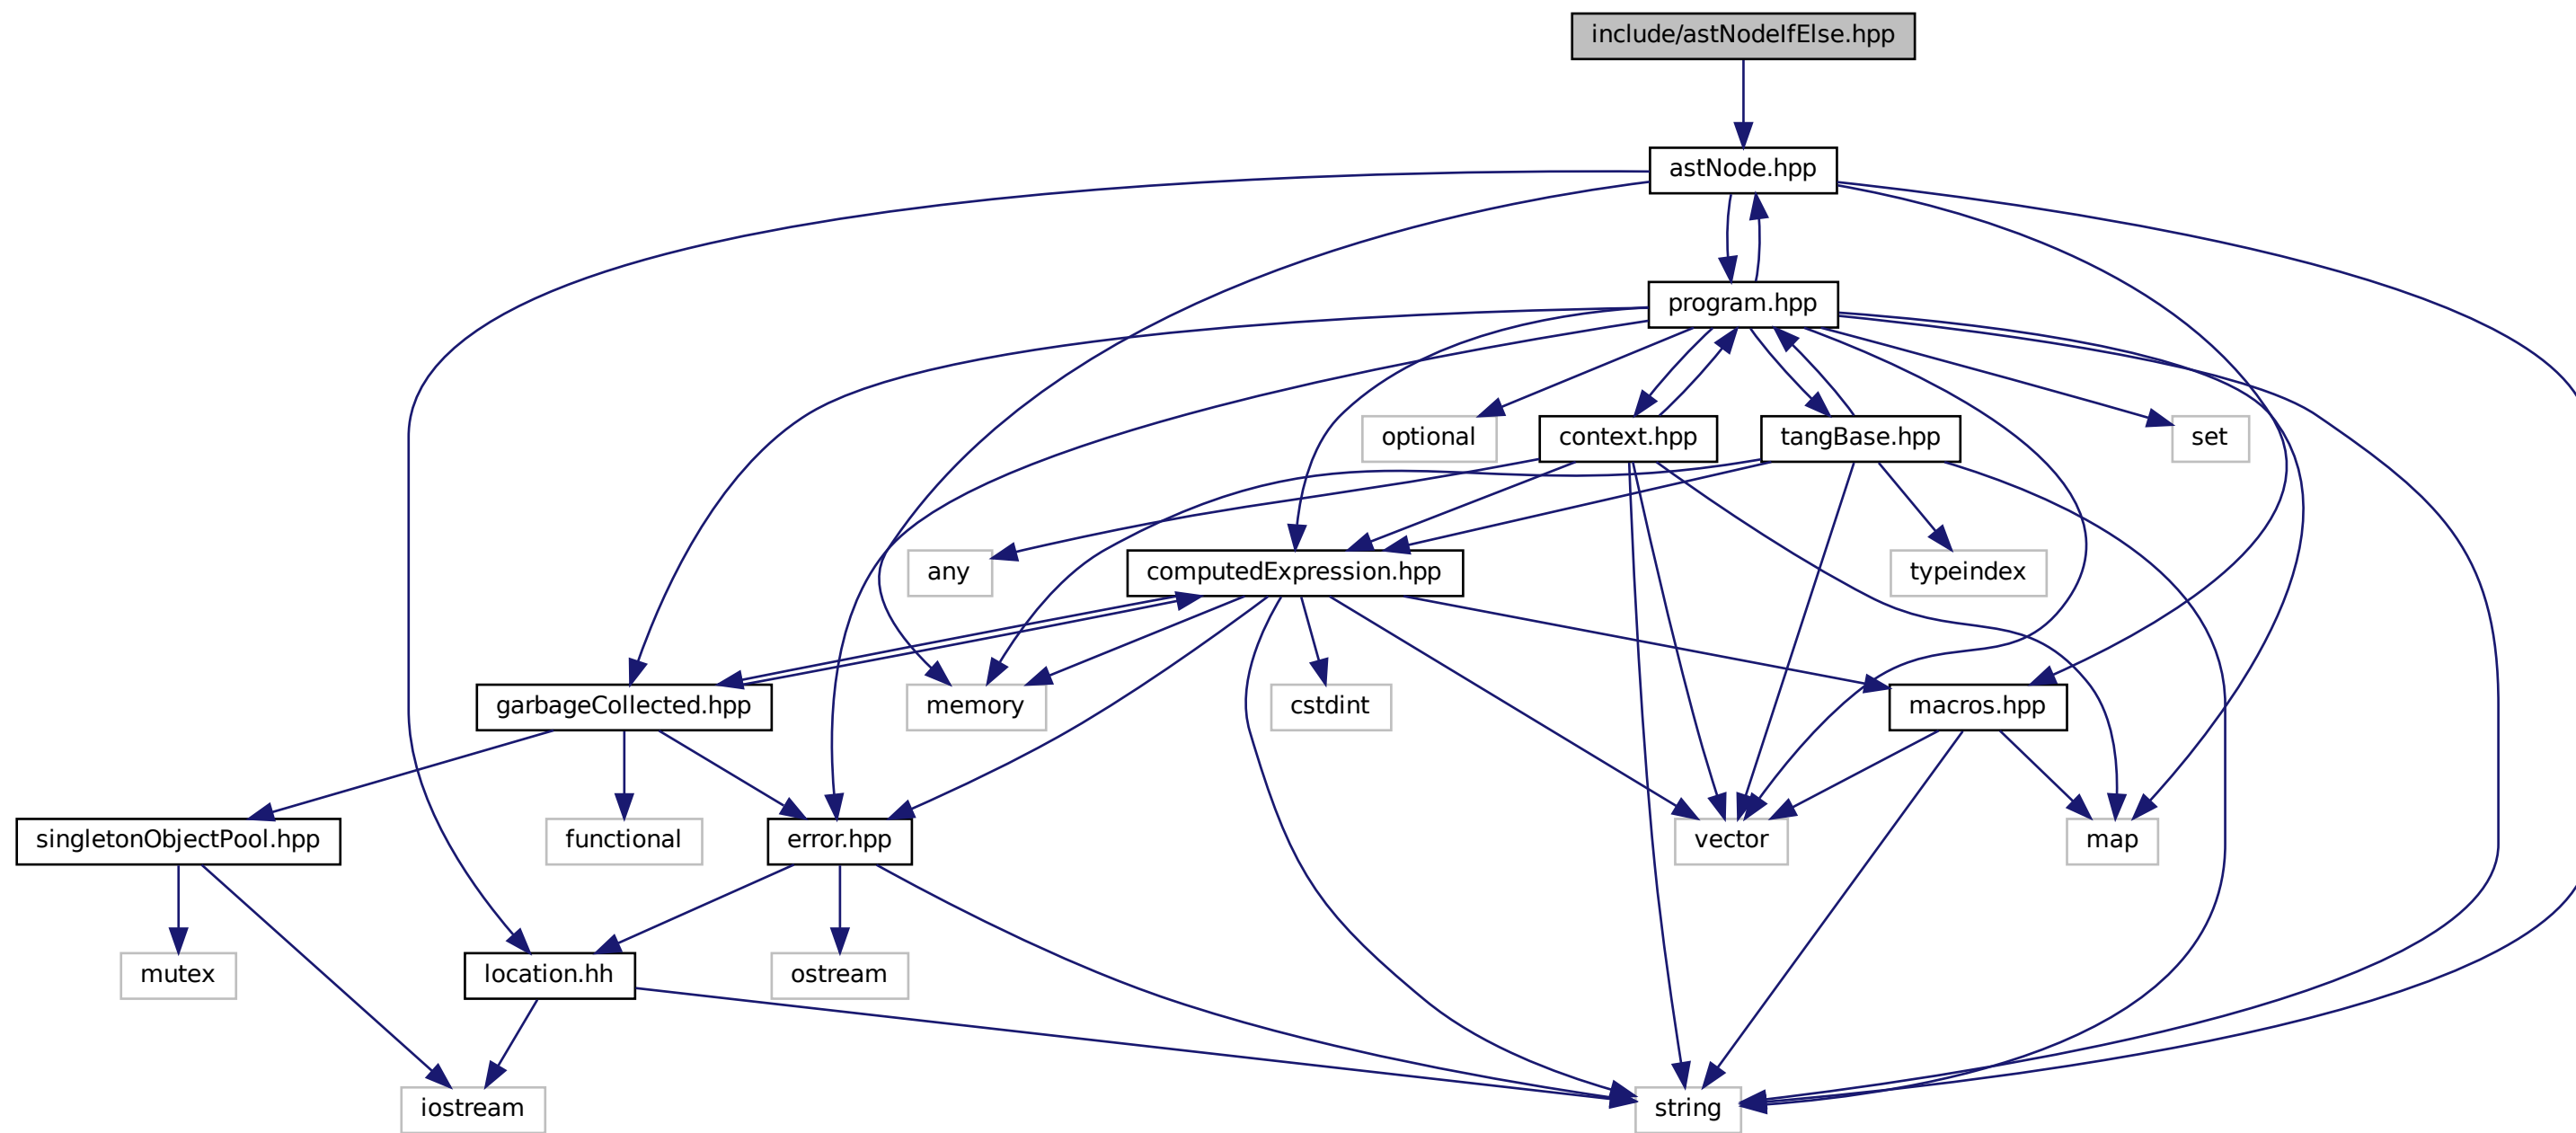 include/astNodeIfElse.hpp
astNode.hpp
program.hpp
optional
context.hpp
tangBase.hpp
set
any
computedExpression.hpp
typeindex
garbageCollected.hpp
memory
cstdint
macros.hpp
singletonObjectPool.hpp
functional
error.hpp
vector
map
mutex
location.hh
ostream
iostream
string